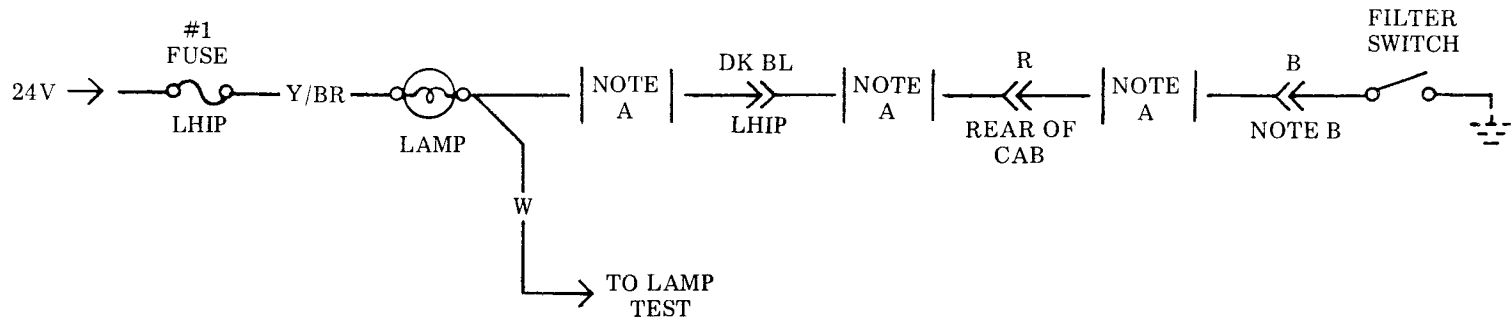 #1
FUSE
24V
Y/BR
LHIP
LAMP
NOTE
A
DK BL
LHIP
NOTE
A
R
REAR OF
CAB
NOTE
A
B
NOTE B
FILTER
SWITCH
W
TO LAMP
TEST